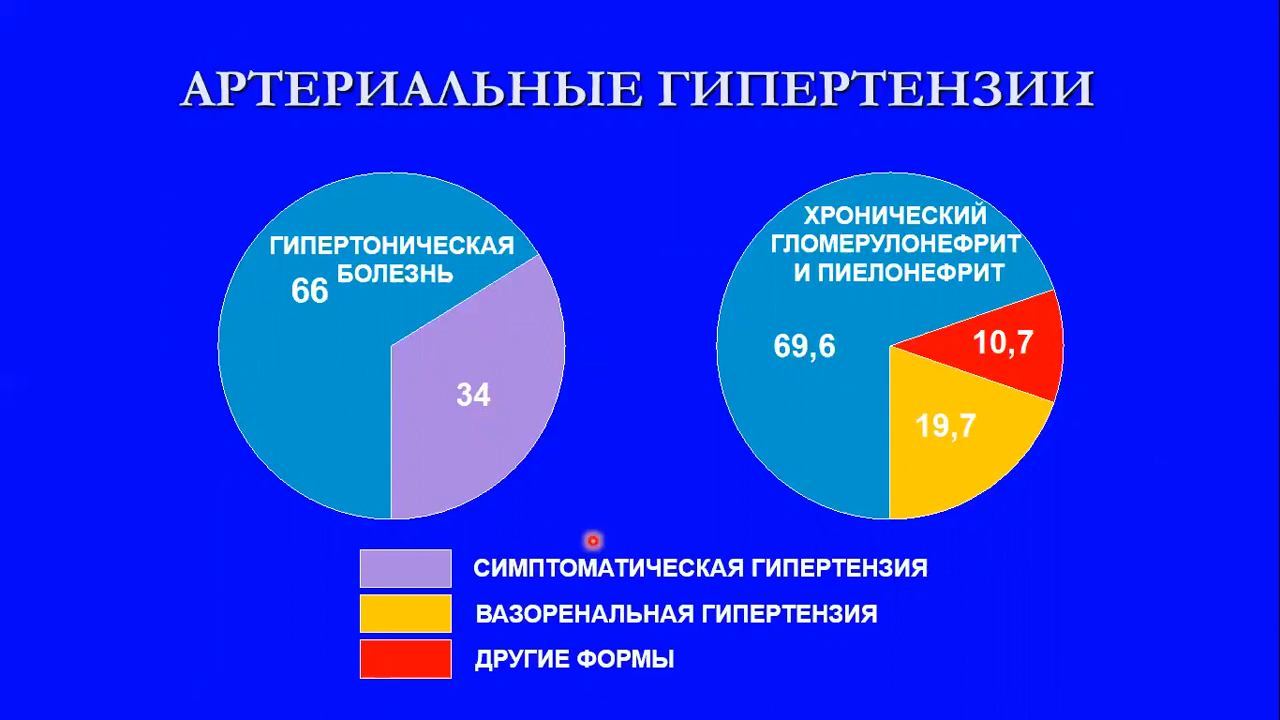 АРТЕРИАЛЬНЫЕ ГИПЕРТЕНЗИИ
ГИПЕРТОНИЧЕСКАЯ
БОЛЕЗНЬ
66
34
ХРОНИЧЕСКИЙ
ГЛОМЕРУЛОНЕФРИТ
И ПИЕЛОНЕФРИТ
69,6
10,7
19,7
СИМПТОМАТИЧЕСКАЯ ГИПЕРТЕНЗИЯ
ВАЗОРЕНАЛЬНАЯ ГИПЕРТЕНЗИЯ
ДРУГИЕ ФОРМЫ